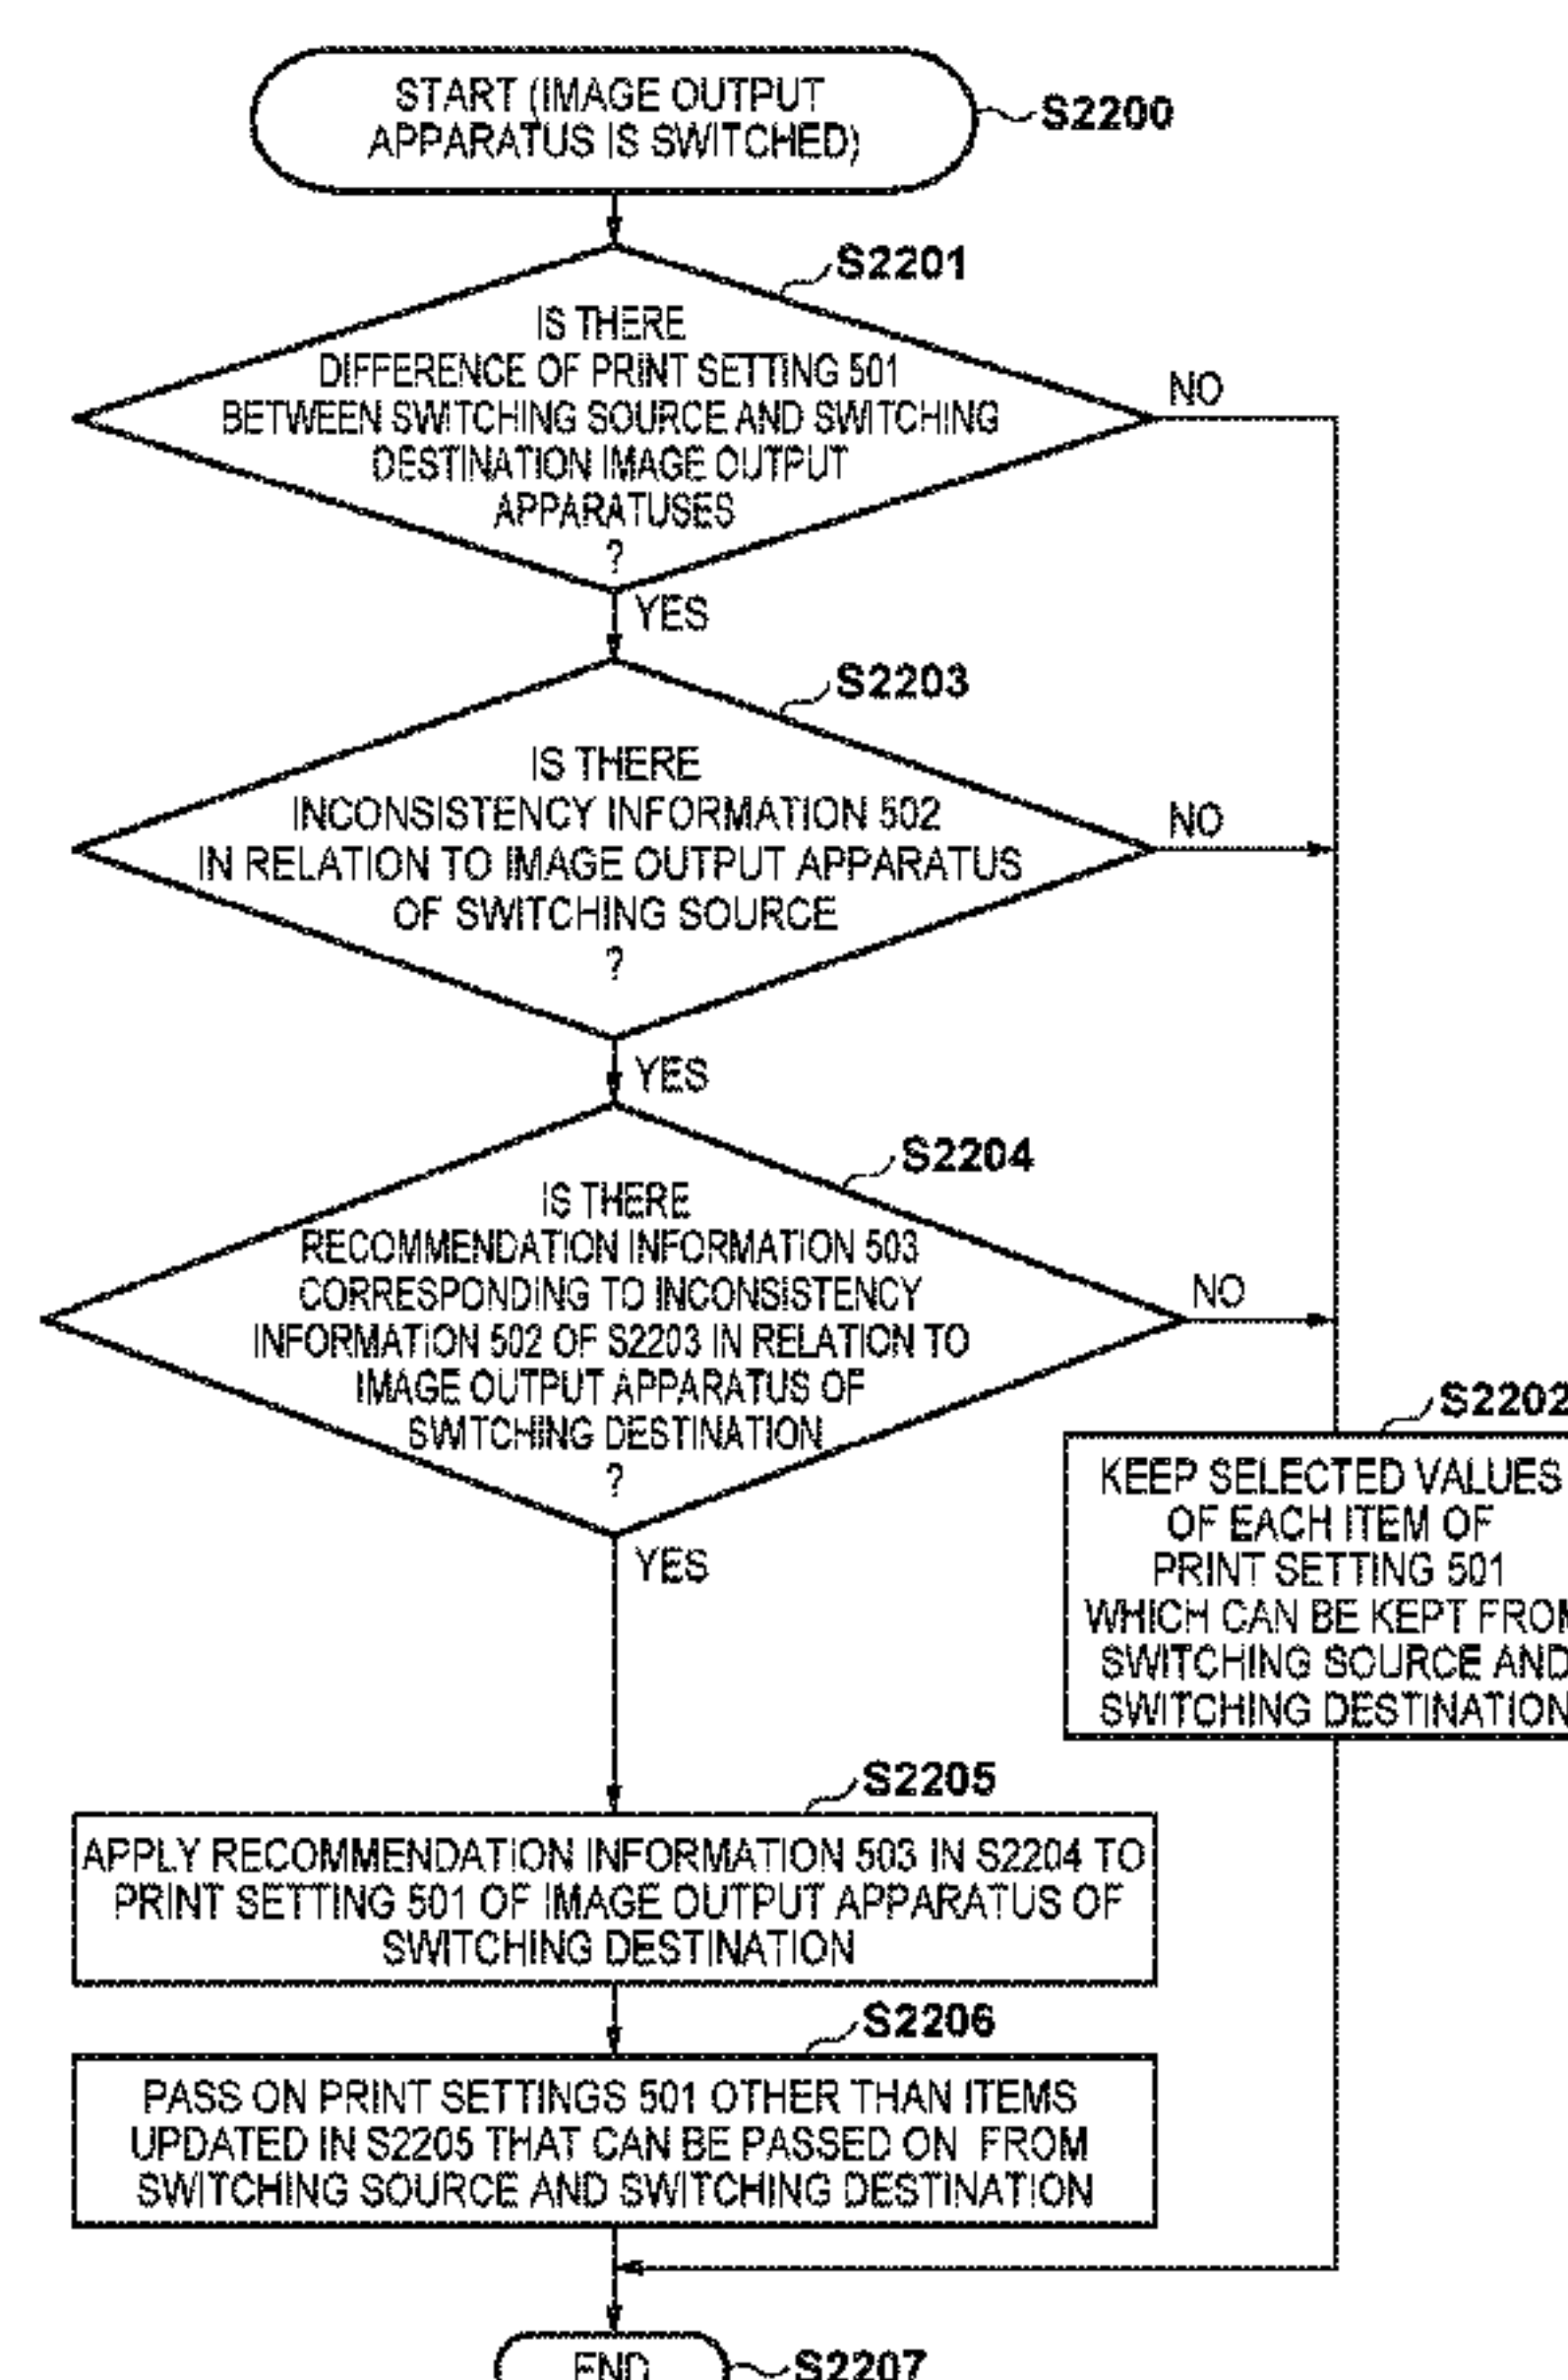 START (IMAGE OUTPUT
APPARATUS IS SWITCHED)
S2200
S2201
IS THERE
DIFFERENCE OF PRINT SETTING 501
BETWEEN SWITCHING SOURCE AND SWITCHING
DESTINATION IMAGE OUTPUT
APPARATUSES
?
NO
YES
S2203
IS THERE
INCONSISTENCY INFORMATION 502
IN RELATION TO IMAGE OUTPUT APPARATUS
OF SWITCHING SOURCE
?
NO
YES
S2204
IS THERE
RECOMMENDATION INFORMATION 503
CORRESPONDING TO INCONSISTENCY
INFORMATION 502 OF S2203 IN RELATION TO
IMAGE OUTPUT APPARATUS OF
SWITCHING DESTINATION
?
NO
YES
S2202
KEEP SELECTED VALUES
OF EACH ITEM OF
PRINT SETTING 501
WHICH CAN BE KEPT FROM
SWITCHING SOURCE AND
SWITCHING DESTINATION
S2205
APPLY RECOMMENDATION INFORMATION 503 IN S2204 TO
PRINT SETTING 501 OF IMAGE OUTPUT APPARATUS OF
SWITCHING DESTINATION
S2206
PASS ON PRINT SETTINGS 501 OTHER THAN ITEMS
UPDATED IN S2205 THAT CAN BE PASSED ON FROM
SWITCHING SOURCE AND SWITCHING DESTINATION
END
S2207